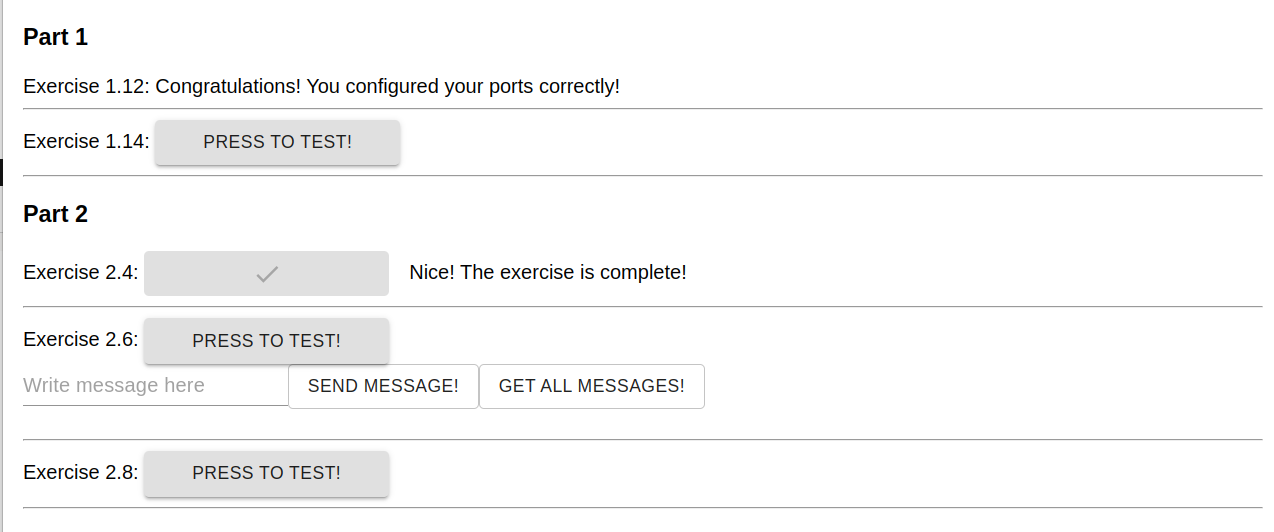 Part 1
Exercise 1.12: Congratulations! You configured your ports correctly!
Exercise 1.14: PRESS TO TEST!
Part 2
Exercise 2.4: Nice! The exercise is complete!
Exercise 2.6: PRESS TO TEST!
Write message here SEND MESSAGE! GET ALL MESSAGES!
Exercise 2.8: PRESS TO TEST!